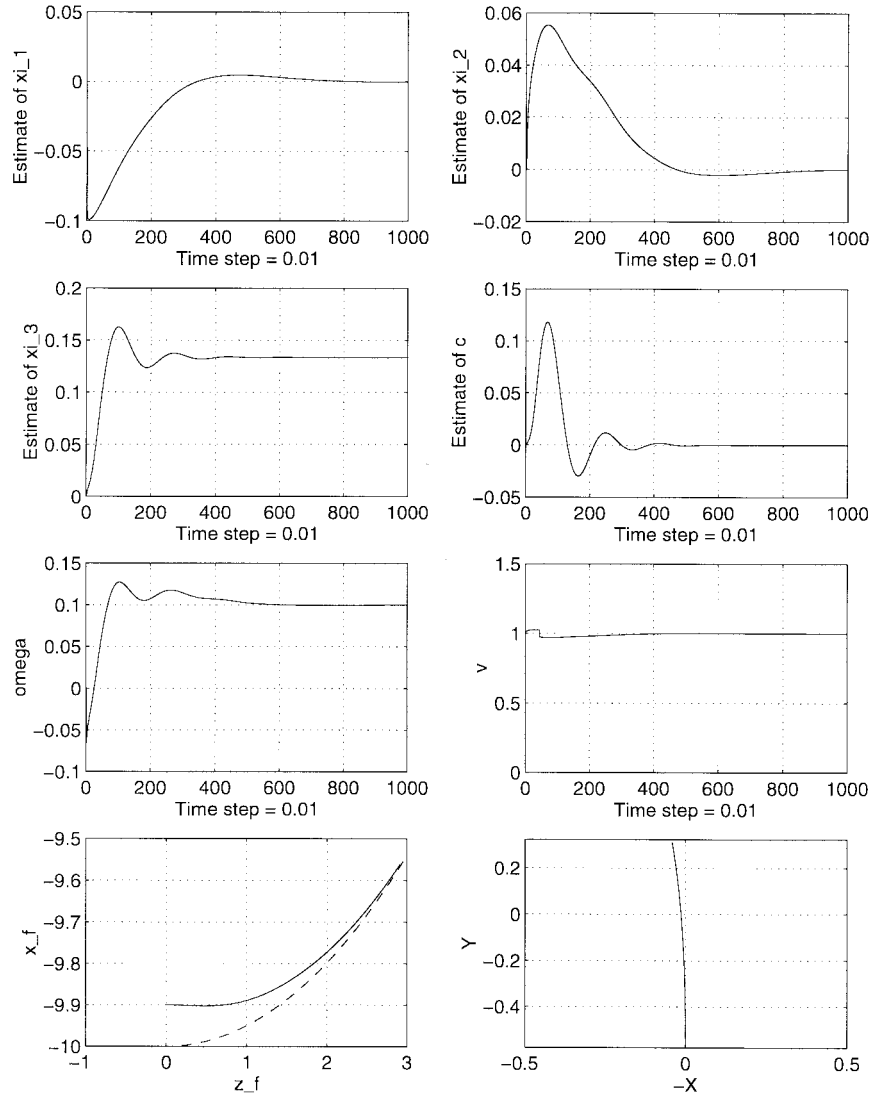 0.05
0
−0.05
−0.1
Estimate of xi_1
0 200 400 600 800 1000
Time step = 0.01
0.06
0.04
0.02
0
−0.02
Estimate of xi_2
0 200 400 600 800 1000
Time step = 0.01
0.2
0.15
0.1
0.05
0
Estimate of xi_3
0 200 400 600 800 1000
Time step = 0.01
0.15
0.1
0.05
0
−0.05
Estimate of c
0 200 400 600 800 1000
Time step = 0.01
0.15
0.1
0.05
0
−0.05
−0.1
omega
0 200 400 600 800 1000
Time step = 0.01
1.5
1
0.5
0
v
0 200 400 600 800 1000
Time step = 0.01
−9.5
−9.6
−9.7
−9.8
−9.9
−10
x_f
−1 0 1 2 3
z_f
0.2
0
−0.2
−0.4
Y
−0.5 0 0.5
−X